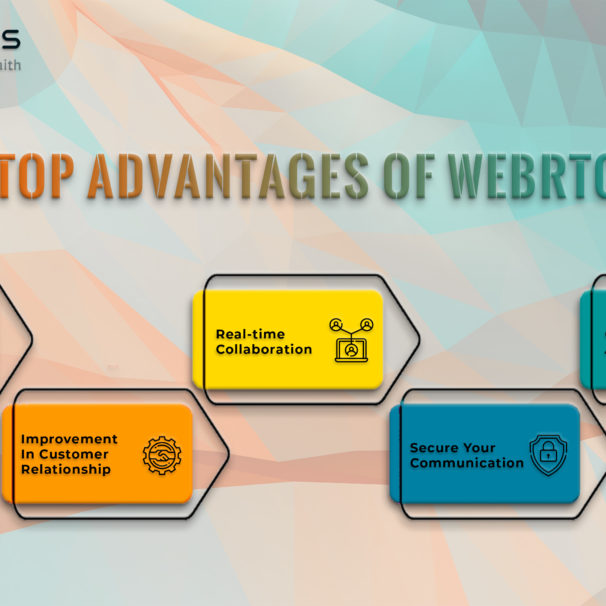 S
aith
TOP ADVANTAGES OF WEBRTC
Real-time
Collaboration
Improvement
In Customer
Relationship
Secure Your
Communication